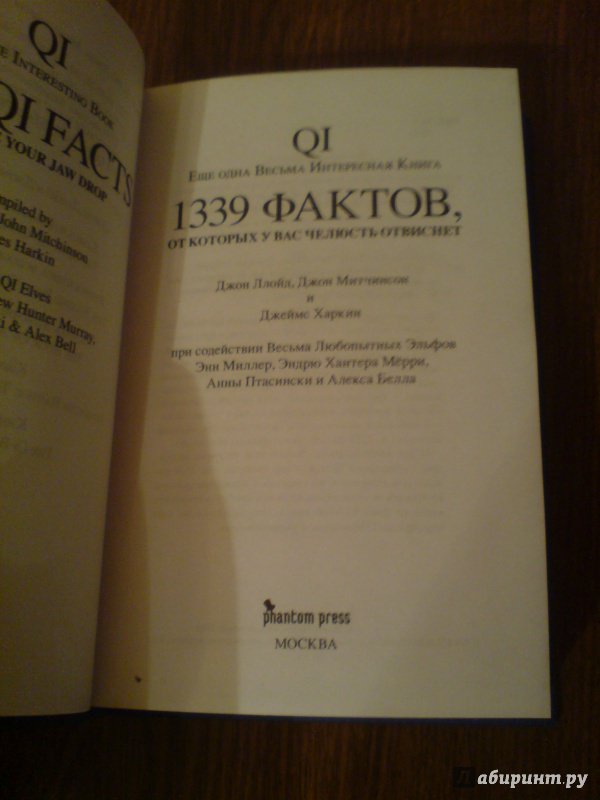 QI
INTERESTING BOOK
QI FACTS
YOUR JAW DROP
mpiled by
John Mitchinson
es Harkin
QI Elves
ew Hunter Murray,
i & Alex Bell
QI
ЕЩЕ ОДНА ВЕСЬМА ИНТЕРЕСНАЯ КНИГА
1339 ФАКТОВ,
ОТ КОТОРЫХ У ВАС ЧЕЛЮСТЬ ОТВИСНЕТ
Джон Ллойд, Джон Митчинсон
и
Джеймс Харкин
при содействии Весьма Любопытных Эльфов
Энн Миллер, Эндрю Хантера Мёрри,
Анны Птасински и Алекса Белла
phantom press
МОСКВА
лабиринт.ру